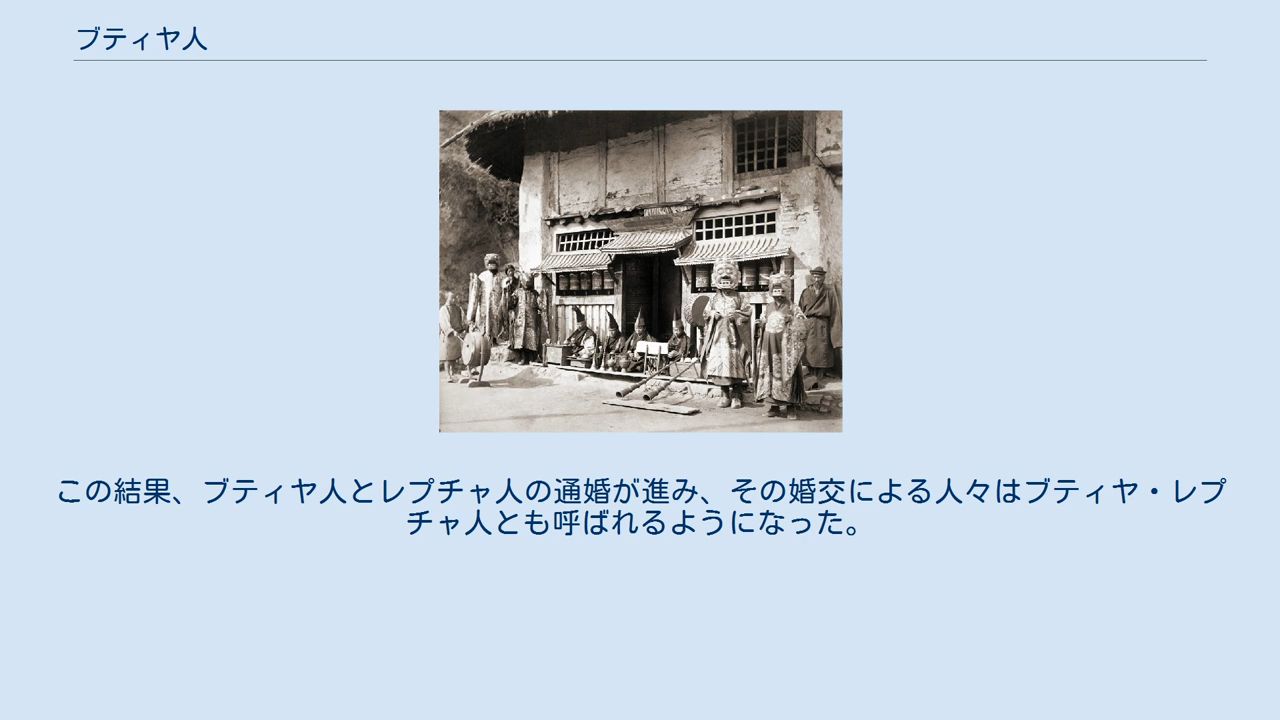 ブティヤ人
この結果、ブティヤ人とレプチャ人の通婚が進み、その婚交による人々はブティヤ・レプ
チャ人とも呼ばれるようになった。